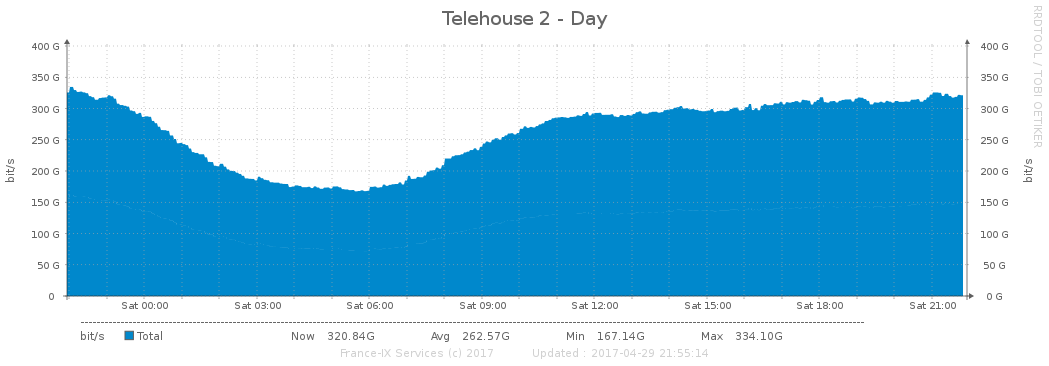 Telehouse 2 - Day
RRDTOOL / TOBI OETIKER
bit/s
400 G
350 G
300 G
250 G
200 G
150 G
100 G
50 G
0
400 G
350 G
300 G
250 G
200 G
150 G
100 G
50 G
0 G
bit/s
Sat 00:00 Sat 03:00 Sat 06:00 Sat 09:00 Sat 12:00 Sat 15:00 Sat 18:00 Sat 21:00
bit/s Total Now 320.84G Avg 262.57G Min 167.14G Max 334.10G
France-IX Services (c) 2017 Updated : 2017-04-29 21:55:14